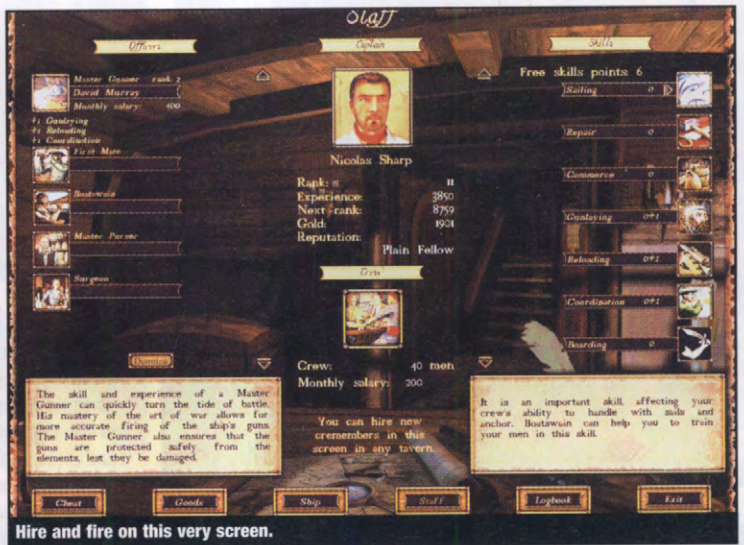 Staff
Officers
Master Gunner rank 2
David Murray
Monthly salary: 400
+1 Gunlaying
+1 Reloading
+1 Coordination
First Mate
Boatswain
Master Purser
Surgeon
Dismiss
The skill and experience of a Master
Gunner can quickly turn the tide of battle.
His mastery of the art of war allows for
more accurate firing of the ship's guns.
The Master Gunner also ensures that the
guns are protected safely from the
elements, lest they be damaged.
Captain
Nicolas Sharp
Rank: II
Experience: 3850
Next rank: 8759
Gold: 1901
Reputation:
Plain Fellow
Crew
Crew: 40 men
Monthly salary: 200
You can hire new
cremembers in this
screen in any tavern.
Skills
Free skills points 6
Sailing 0
Repair 0
Commerce 0
Gunlaying 0+1
Reloading 0+1
Coordination 0+1
Boarding 0
It is an important skill, affecting your
crew's ability to handle with sails and
anchor. Boatswain can help you to train
your men in this skill.
Chest Goods Ship Staff Logbook Exit
Hire and fire on this very screen.